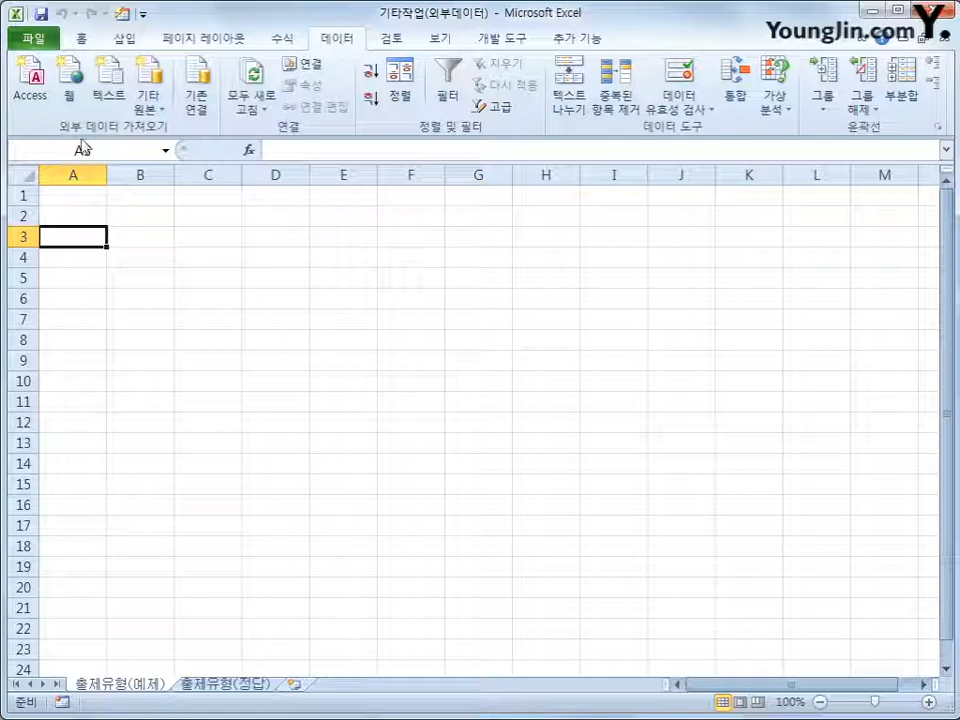 기타작업(외부데이터) - Microsoft Excel
YoungJin.com Y.
파일 홈 삽입 페이지 레이아웃 수식 데이터 검토 보기 개발 도구 추가 기능
Access 웹 텍스트 기타 원본 기존 연결 모두 새로 고침 연결 속성 연결 편집 정렬 필터 지우기 다시 적용 고급 텍스트 나누기 중복된 항목 제거 데이터 유효성 검사 통합 가상 분석 그룹 그룹 해제 부분합
외부 데이터 가져오기 연결 정렬 및 필터 데이터 도구 윤곽선
fx
A B C D E F G H I J K L M
1
2
3
4
5
6
7
8
9
10
11
12
13
14
15
16
17
18
19
20
21
22
23
24
출제유형(예제) 출제유형(정답)
준비 100%